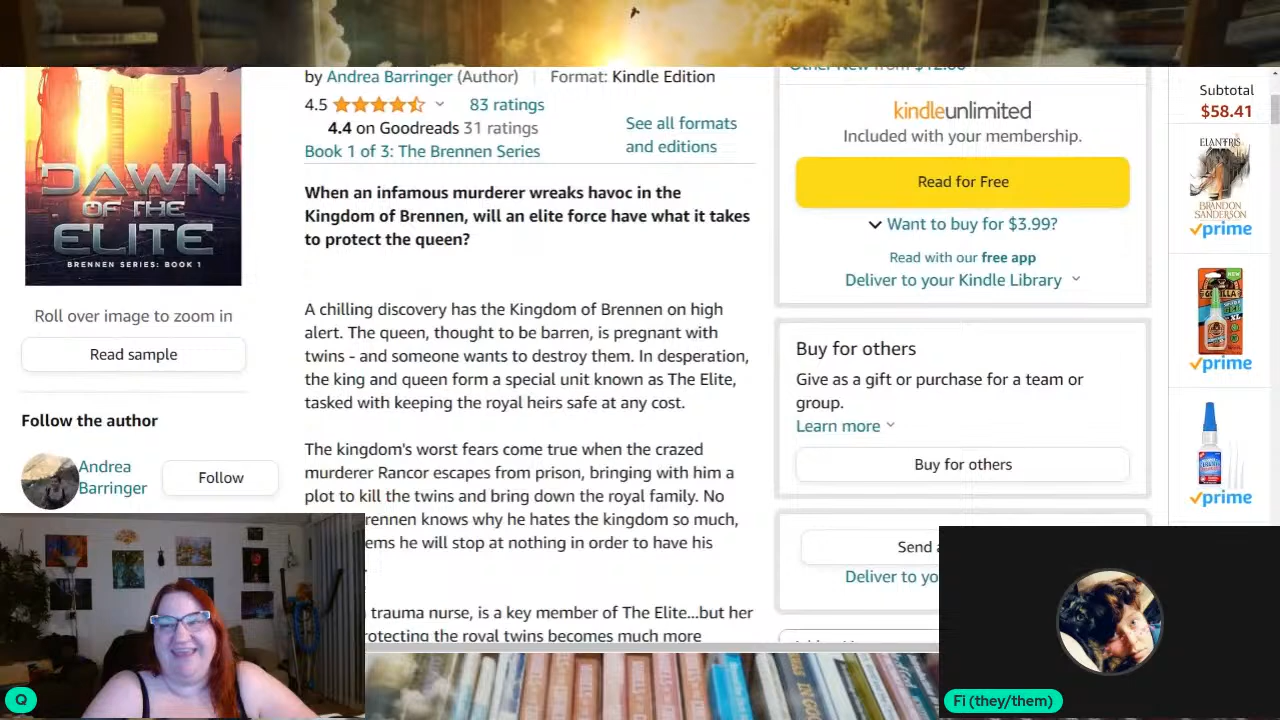 by Andrea Barringer (Author) | Format: Kindle Edition
4.5 83 ratings
4.4 on Goodreads 31 ratings
Book 1 of 3: The Brennen Series
See all formats
and editions
When an infamous murderer wreaks havoc in the
Kingdom of Brennen, will an elite force have what it takes
to protect the queen?
A chilling discovery has the Kingdom of Brennen on high
alert. The queen, thought to be barren, is pregnant with
twins - and someone wants to destroy them. In desperation,
the king and queen form a special unit known as The Elite,
tasked with keeping the royal heirs safe at any cost.
The kingdom's worst fears come true when the crazed
murderer Rancor escapes from prison, bringing with him a
plot to kill the twins and bring down the royal family. No
rennen knows why he hates the kingdom so much,
ems he will stop at nothing in order to have his
trauma nurse, is a key member of The Elite...but her
rotecting the royal twins becomes much more
DAWN
OF THE
ELITE
BRENNEN SERIES: BOOK 1
Roll over image to zoom in
Read sample
Follow the author
Andrea
Barringer
Follow
kindleunlimited
Included with your membership.
Read for Free
Want to buy for $3.99?
Read with our free app
Deliver to your Kindle Library
Buy for others
Give as a gift or purchase for a team or
group.
Learn more
Buy for others
Send a
Deliver to yo
Subtotal
$58.41
ELANTRIS
BRANDON
SANDERSON
prime
GORILLA
prime
prime
Q
Fi (they/them)